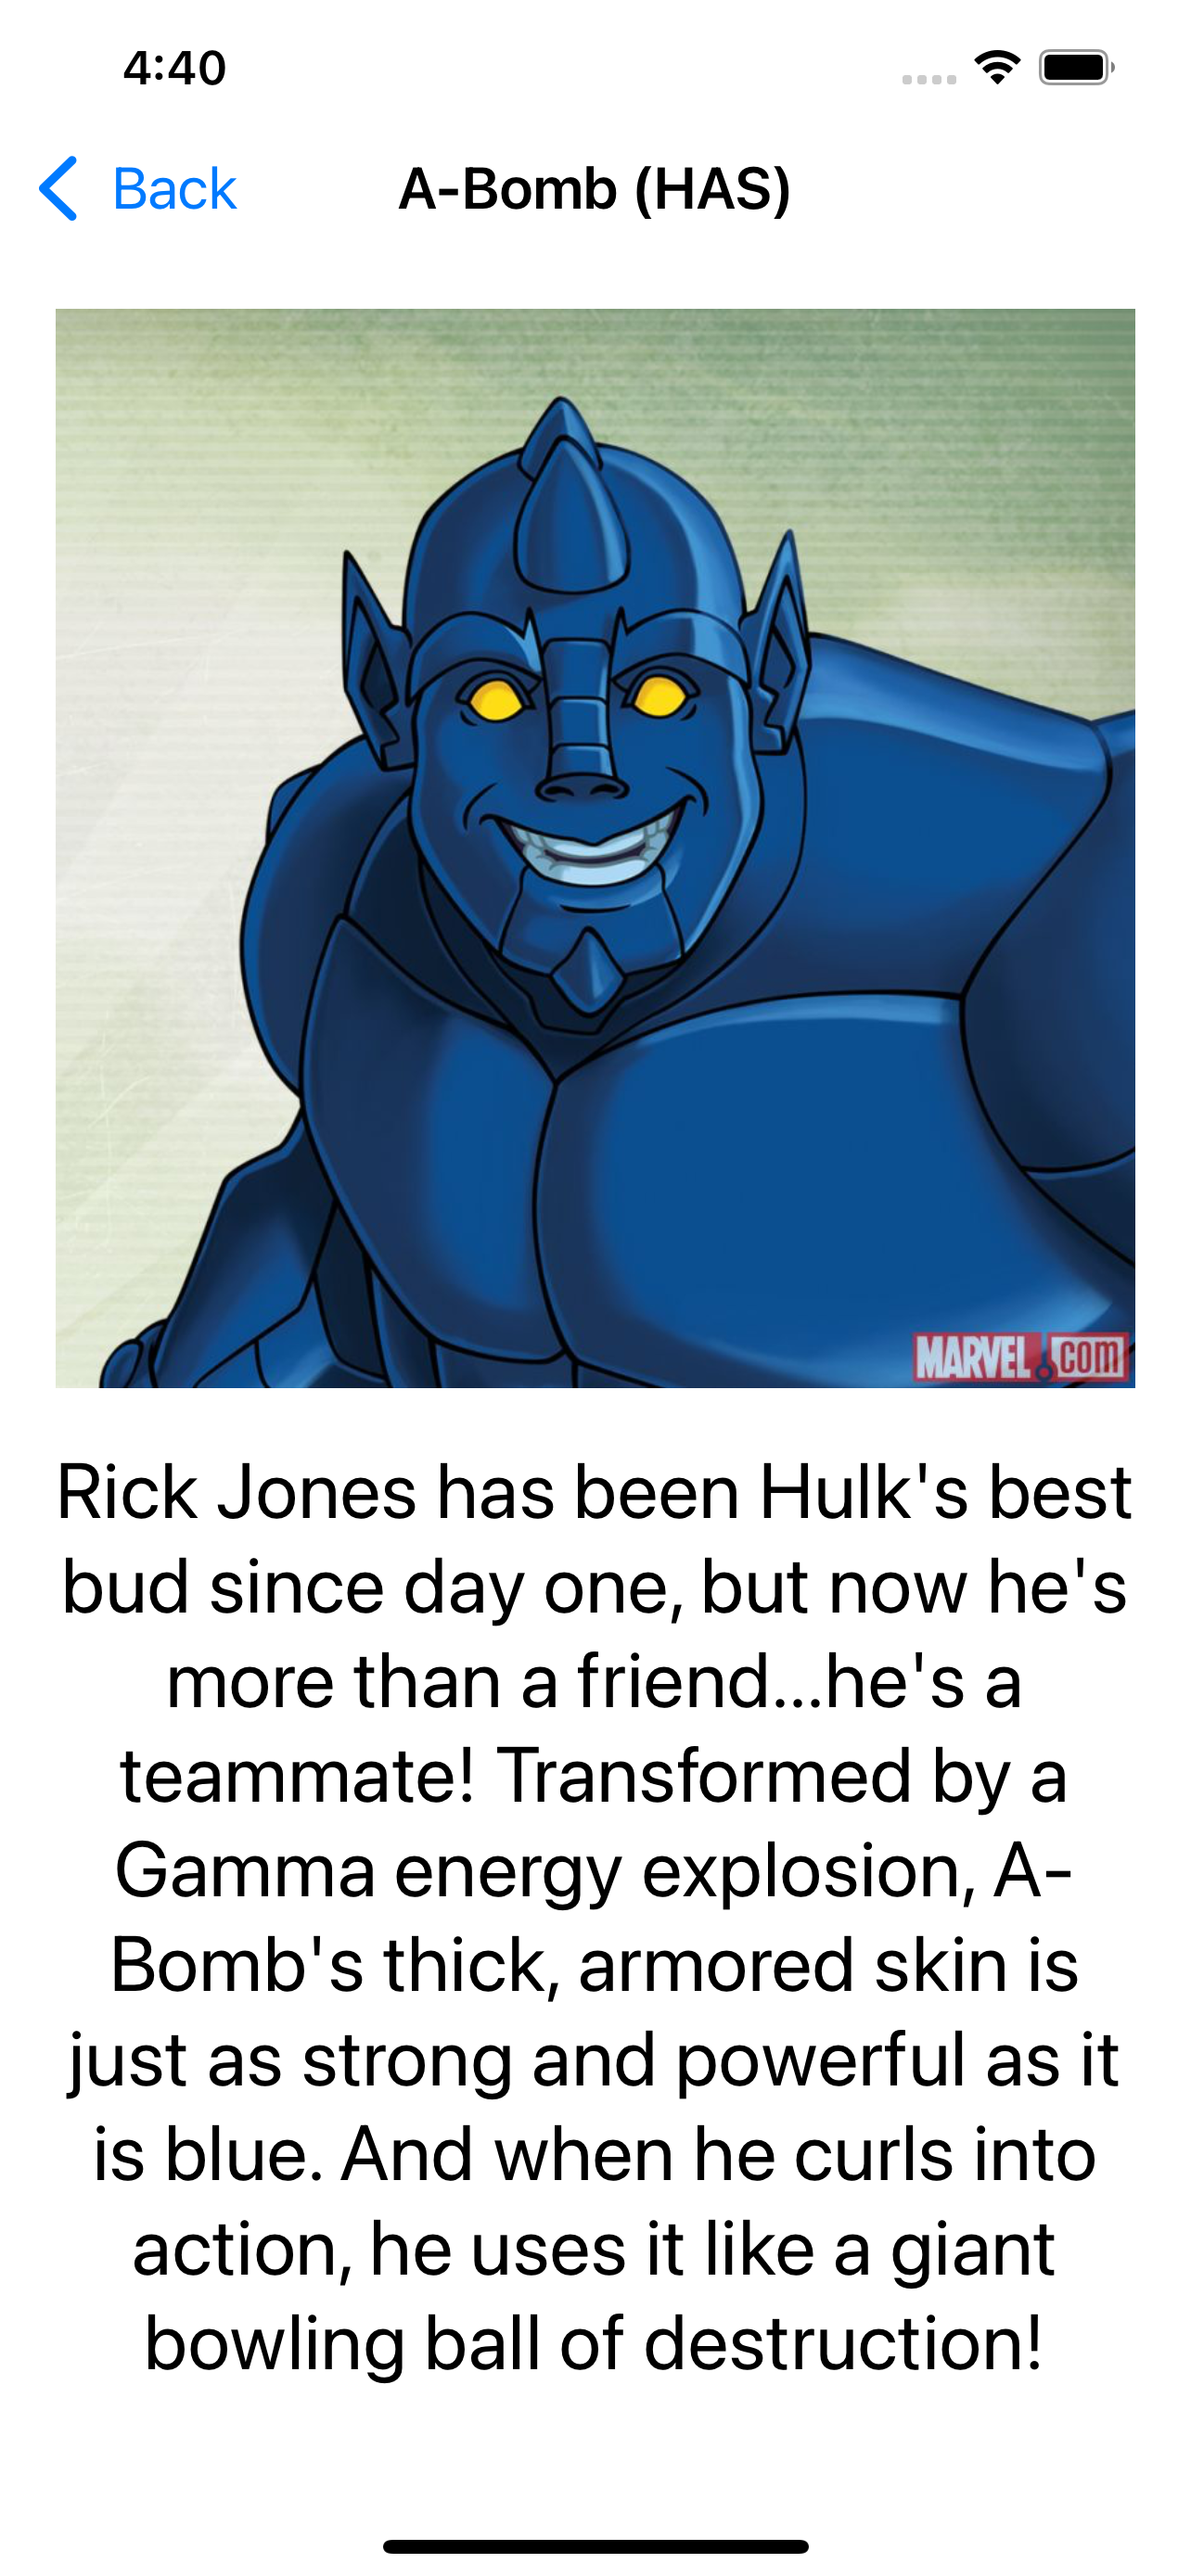 4:40
Back
A-Bomb (HAS)
MARVEL.COM
Rick Jones has been Hulk's best
bud since day one, but now he's
more than a friend...he's a
teammate! Transformed by a
Gamma energy explosion, A-
Bomb's thick, armored skin is
just as strong and powerful as it
is blue. And when he curls into
action, he uses it like a giant
bowling ball of destruction!